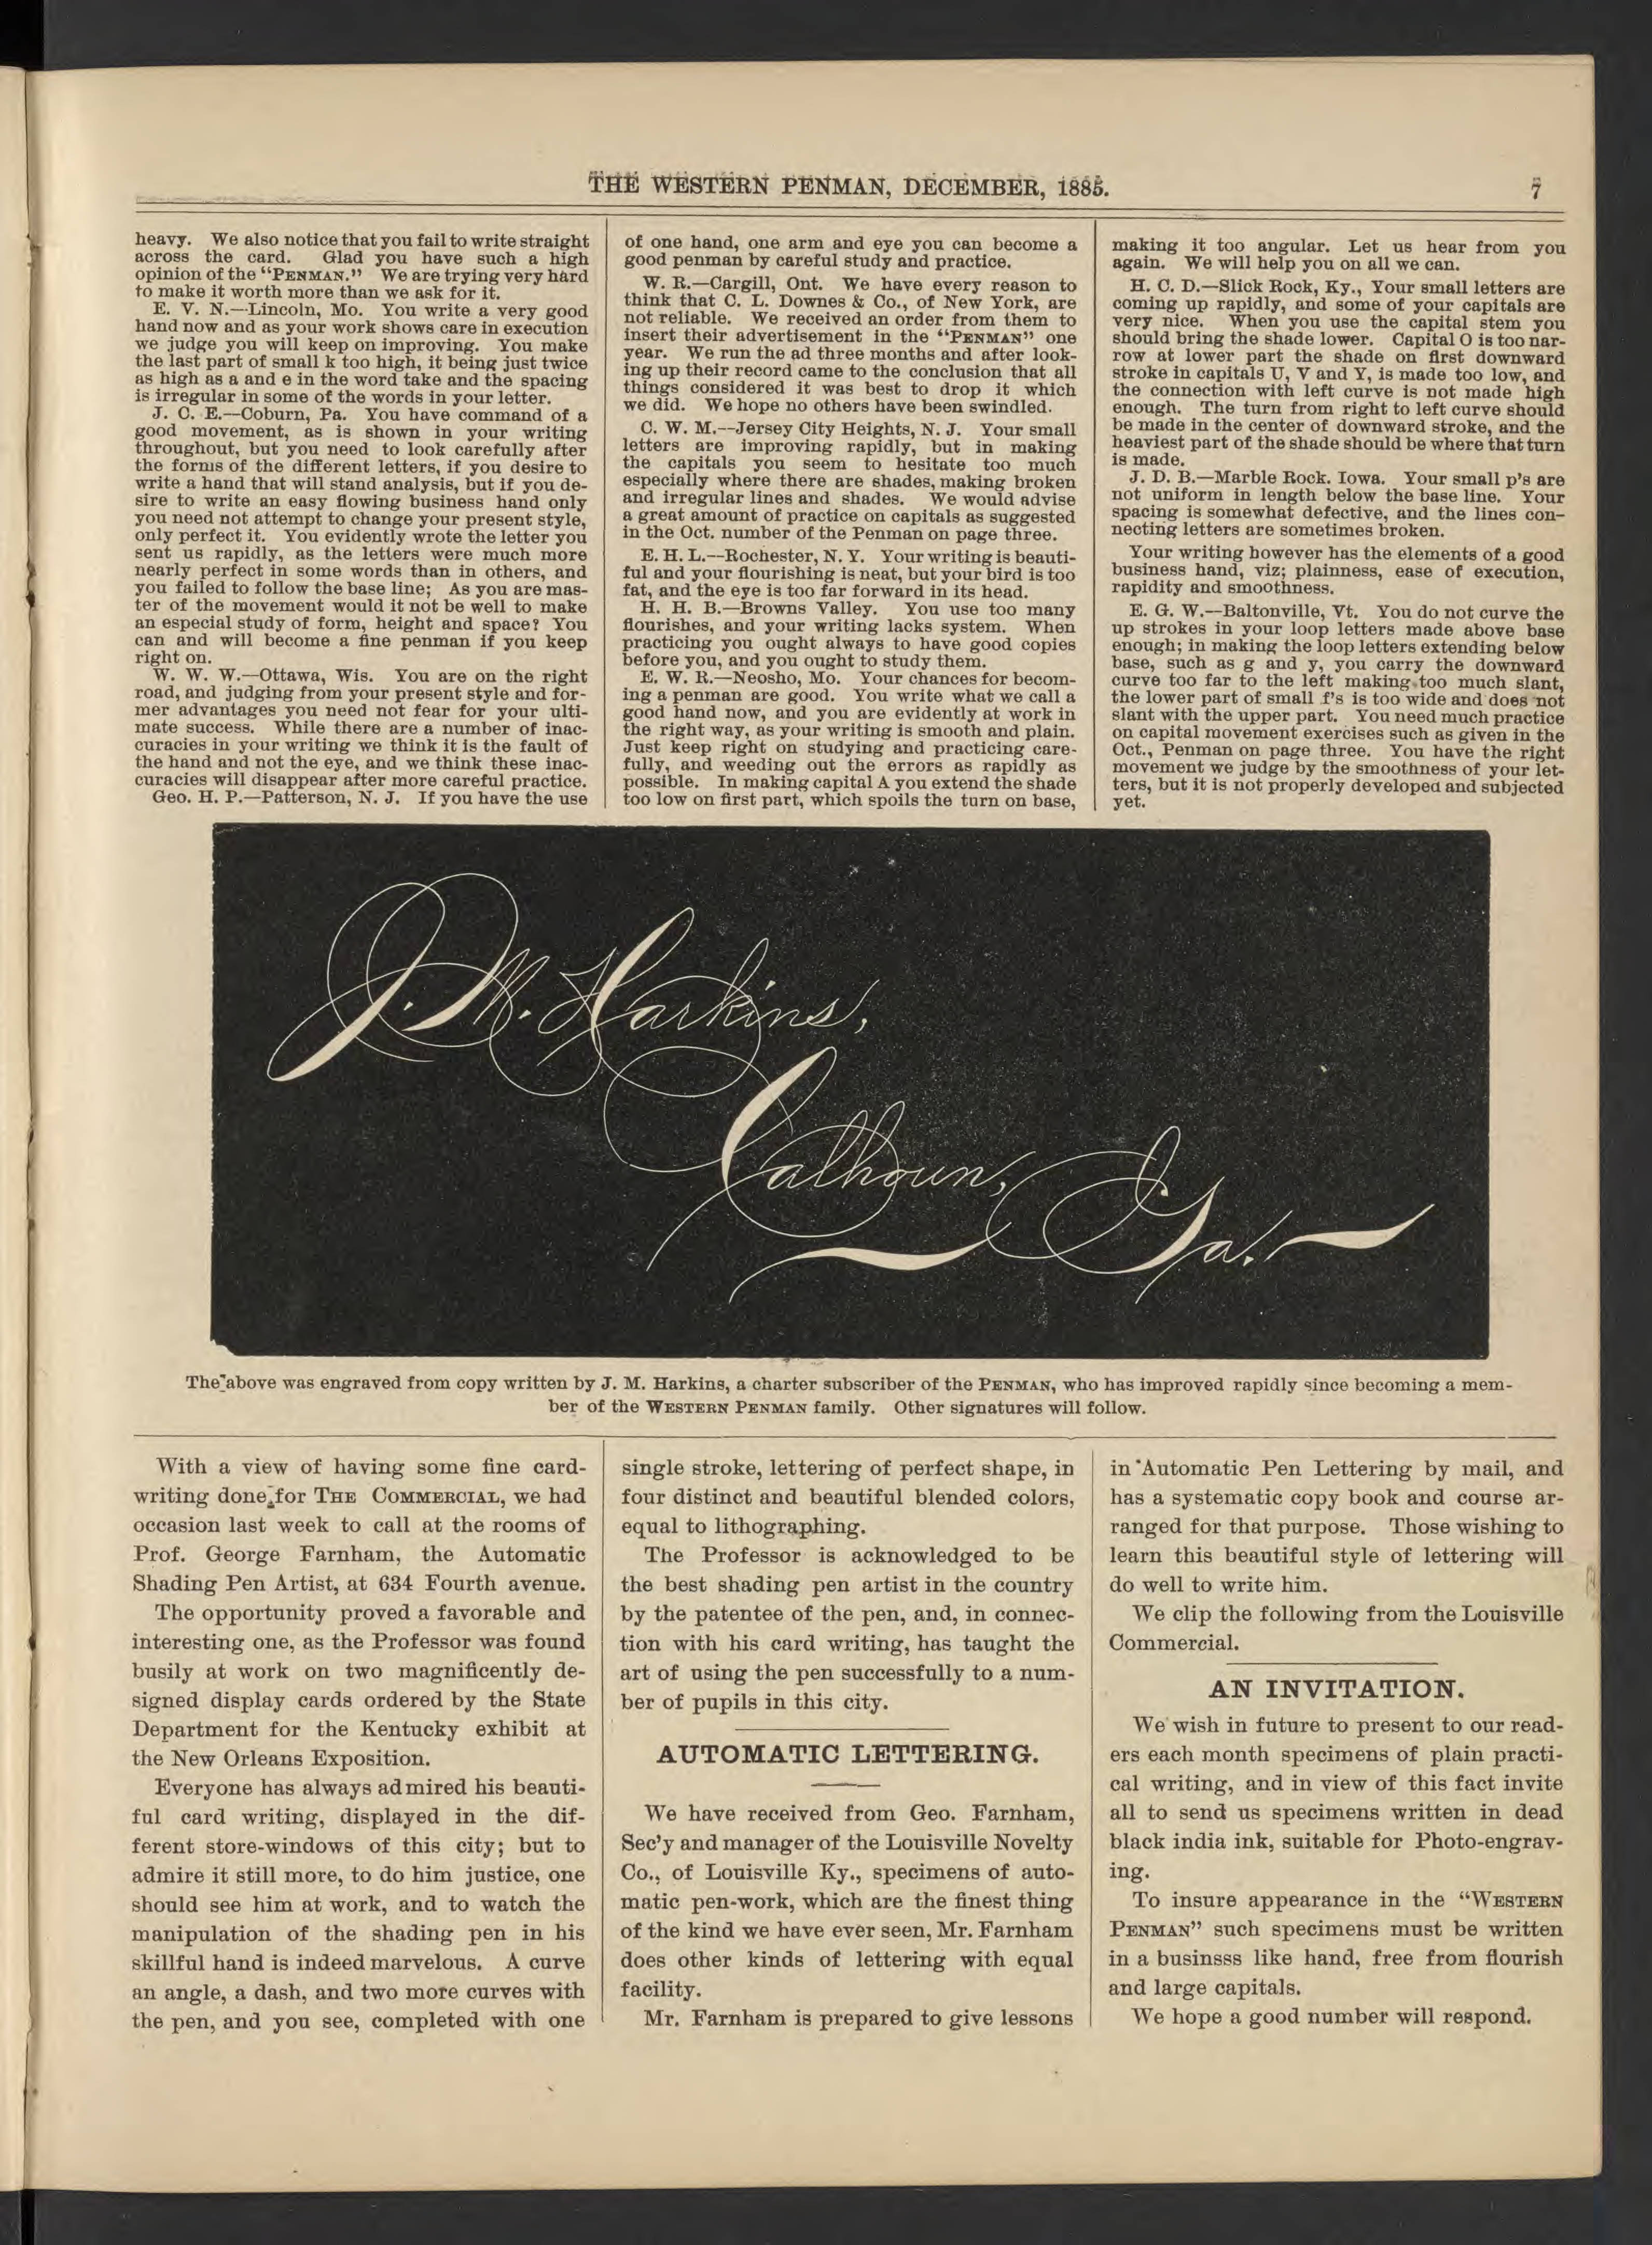 THE WESTERN PENMAN, DECEMBER, 1885.
7
heavy. We also notice that you fail to write straight
across the card. Glad you have such a high
opinion of the "PENMAN." We are trying very hard
to make it worth more than we ask for it.
E. V. N.—Lincoln, Mo. You write a very good
hand now and as your work shows care in execution
we judge you will keep on improving. You make
the last part of small k too high, it being just twice
as high as a and e in the word take and the spacing
is irregular in some of the words in your letter.
J. C. E.—Coburn, Pa. You have command of a
good movement, as is shown in your writing
throughout, but you need to look carefully after
the forms of the different letters, if you desire to
write a hand that will stand analysis, but if you de-
sire to write an easy flowing business hand only
you need not attempt to change your present style,
only perfect it. You evidently wrote the letter you
sent us rapidly, as the letters were much more
nearly perfect in some words than in others, and
you failed to follow the base line; As you are mas-
ter of the movement would it not be well to make
an especial study of form, height and space? You
can and will become a fine penman if you keep
right on.
W. W. W.—Ottawa, Wis. You are on the right
road, and judging from your present style and for-
mer advantages you need not fear for your ulti-
mate success. While there are a number of inac-
curacies in your writing we think it is the fault of
the hand and not the eye, and we think these inac-
curacies will disappear after more careful practice.
Geo. H. P.—Patterson, N. J. If you have the use
of one hand, one arm and eye you can become a
good penman by careful study and practice.
W. R.—Cargill, Ont. We have every reason to
think that C. L. Downes & Co., of New York, are
not reliable. We received an order from them to
insert their advertisement in the "PENMAN" one
year. We run the ad three months and after look-
ing up their record came to the conclusion that all
things considered it was best to drop it which
we did. We hope no others have been swindled.
C. W. M.--Jersey City Heights, N. J. Your small
letters are improving rapidly, but in making
the capitals you seem to hesitate too much
especially where there are shades, making broken
and irregular lines and shades. We would advise
a great amount of practice on capitals as suggested
in the Oct. number of the Penman on page three.
E. H. L.--Rochester, N. Y. Your writing is beauti-
ful and your flourishing is neat, but your bird is too
fat, and the eye is too far forward in its head.
H. H. B.—Browns Valley. You use too many
flourishes, and your writing lacks system. When
practicing you ought always to have good copies
before you, and you ought to study them.
E. W. R.—Neosho, Mo. Your chances for becom-
ing a penman are good. You write what we call a
good hand now, and you are evidently at work in
the right way, as your writing is smooth and plain.
Just keep right on studying and practicing care-
fully, and weeding out the errors as rapidly as
possible. In making capital A you extend the shade
too low on first part, which spoils the turn on base,
making it too angular. Let us hear from you
again. We will help you on all we can.
H. C. D.—Slick Rock, Ky., Your small letters are
coming up rapidly, and some of your capitals are
very nice. When you use the capital stem you
should bring the shade lower. Capital O is too nar-
row at lower part the shade on first downward
stroke in capitals U, V and Y, is made too low, and
the connection with left curve is not made high
enough. The turn from right to left curve should
be made in the center of downward stroke, and the
heaviest part of the shade should be where that turn
is made.
J. D. B.—Marble Rock. Iowa. Your small p's are
not uniform in length below the base line. Your
spacing is somewhat defective, and the lines con-
necting letters are sometimes broken.
Your writing however has the elements of a good
business hand, viz; plainness, ease of execution,
rapidity and smoothness.
E. G. W.—Baltonville, Vt. You do not curve the
up strokes in your loop letters made above base
enough; in making the loop letters extending below
base, such as g and y, you carry the downward
curve too far to the left making too much slant,
the lower part of small f's is too wide and does not
slant with the upper part. You need much practice
on capital movement exercises such as given in the
Oct., Penman on page three. You have the right
movement we judge by the smoothness of your let-
ters, but it is not properly developed and subjected
yet.
J. M. Harkins,
Calhoun,
Ga.
The above was engraved from copy written by J. M. Harkins, a charter subscriber of the PENMAN, who has improved rapidly since becoming a mem-
ber of the WESTERN PENMAN family. Other signatures will follow.
With a view of having some fine card-
writing done for THE COMMERCIAL, we had
occasion last week to call at the rooms of
Prof. George Farnham, the Automatic
Shading Pen Artist, at 634 Fourth avenue.
The opportunity proved a favorable and
interesting one, as the Professor was found
busily at work on two magnificently de-
signed display cards ordered by the State
Department for the Kentucky exhibit at
the New Orleans Exposition.
Everyone has always admired his beauti-
ful card writing, displayed in the dif-
ferent store-windows of this city; but to
admire it still more, to do him justice, one
should see him at work, and to watch the
manipulation of the shading pen in his
skillful hand is indeed marvelous. A curve
an angle, a dash, and two more curves with
the pen, and you see, completed with one
single stroke, lettering of perfect shape, in
four distinct and beautiful blended colors,
equal to lithographing.
The Professor is acknowledged to be
the best shading pen artist in the country
by the patentee of the pen, and, in connec-
tion with his card writing, has taught the
art of using the pen successfully to a num-
ber of pupils in this city.
AUTOMATIC LETTERING.
We have received from Geo. Farnham,
Sec'y and manager of the Louisville Novelty
Co., of Louisville Ky., specimens of auto-
matic pen-work, which are the finest thing
of the kind we have ever seen, Mr. Farnham
does other kinds of lettering with equal
facility.
Mr. Farnham is prepared to give lessons
in Automatic Pen Lettering by mail, and
has a systematic copy book and course ar-
ranged for that purpose. Those wishing to
learn this beautiful style of lettering will
do well to write him.
We clip the following from the Louisville
Commercial.
AN INVITATION.
We wish in future to present to our read-
ers each month specimens of plain practi-
cal writing, and in view of this fact invite
all to send us specimens written in dead
black india ink, suitable for Photo-engrav-
ing.
To insure appearance in the "WESTERN
PENMAN" such specimens must be written
in a businsss like hand, free from flourish
and large capitals.
We hope a good number will respond.